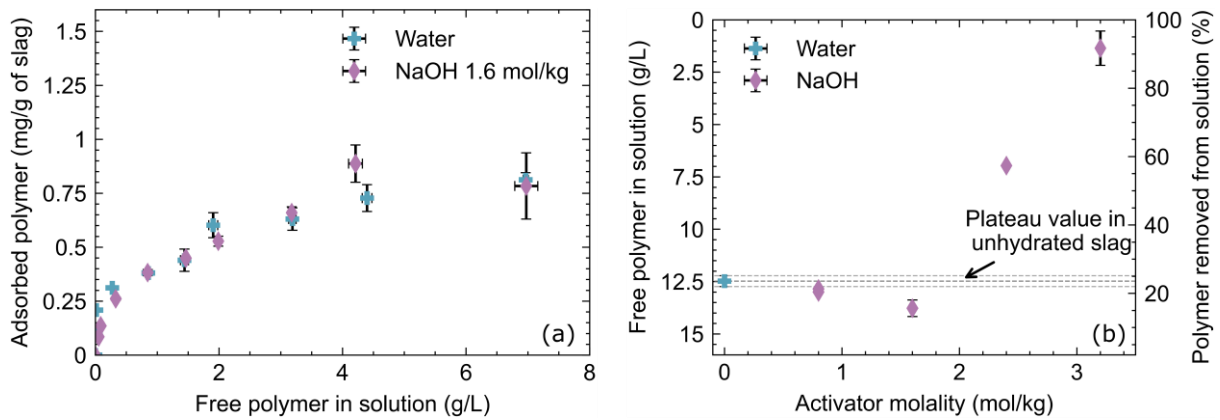 1.5
1.25
1
0.75
0.5
0.25
0
Adsorbed polymer (mg/g of slag)
Water
NaOH 1.6 mol/kg
(a)
0 2 4 6 8
Free polymer in solution (g/L)
0
2.5
5
7.5
10
12.5
15
Free polymer in solution (g/L)
Water
NaOH
Plateau value in
unhydrated slag
(b)
100
80
60
40
20
Polymer removed from solution (%)
0 1 2 3
Activator molality (mol/kg)